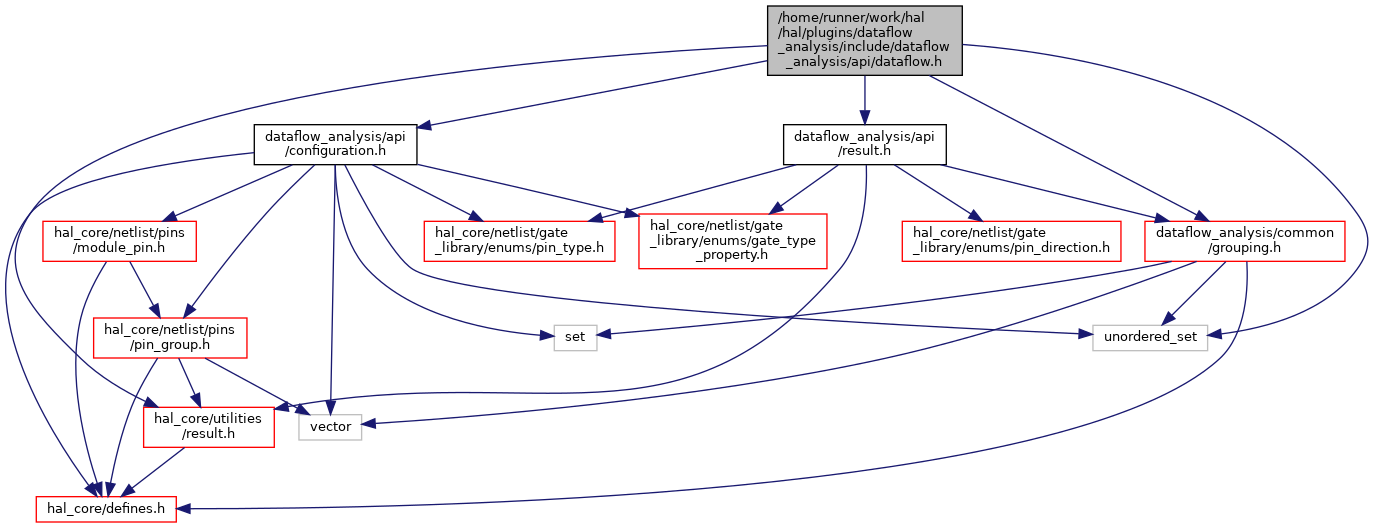 /home/runner/work/hal
/hal/plugins/dataflow
_analysis/include/dataflow
_analysis/api/dataflow.h
dataflow_analysis/api
/configuration.h
dataflow_analysis/api
/result.h
hal_core/netlist/pins
/module_pin.h
hal_core/netlist/gate
_library/enums/pin_type.h
hal_core/netlist/gate
_library/enums/gate_type
_property.h
hal_core/netlist/gate
_library/enums/pin_direction.h
dataflow_analysis/common
/grouping.h
hal_core/netlist/pins
/pin_group.h
set
unordered_set
hal_core/utilities
/result.h
vector
hal_core/defines.h